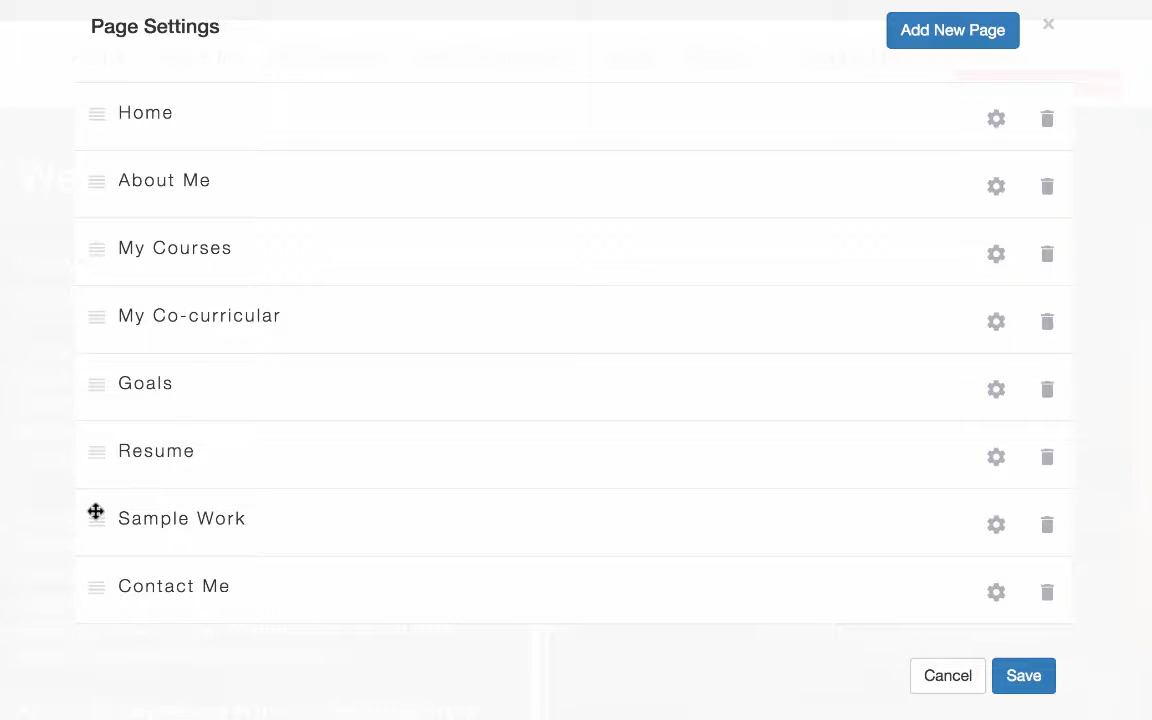 Page Settings
Add New Page
×
Home
About Me
My Courses
My Co-curricular
Goals
Resume
Sample Work
Contact Me
Cancel
Save